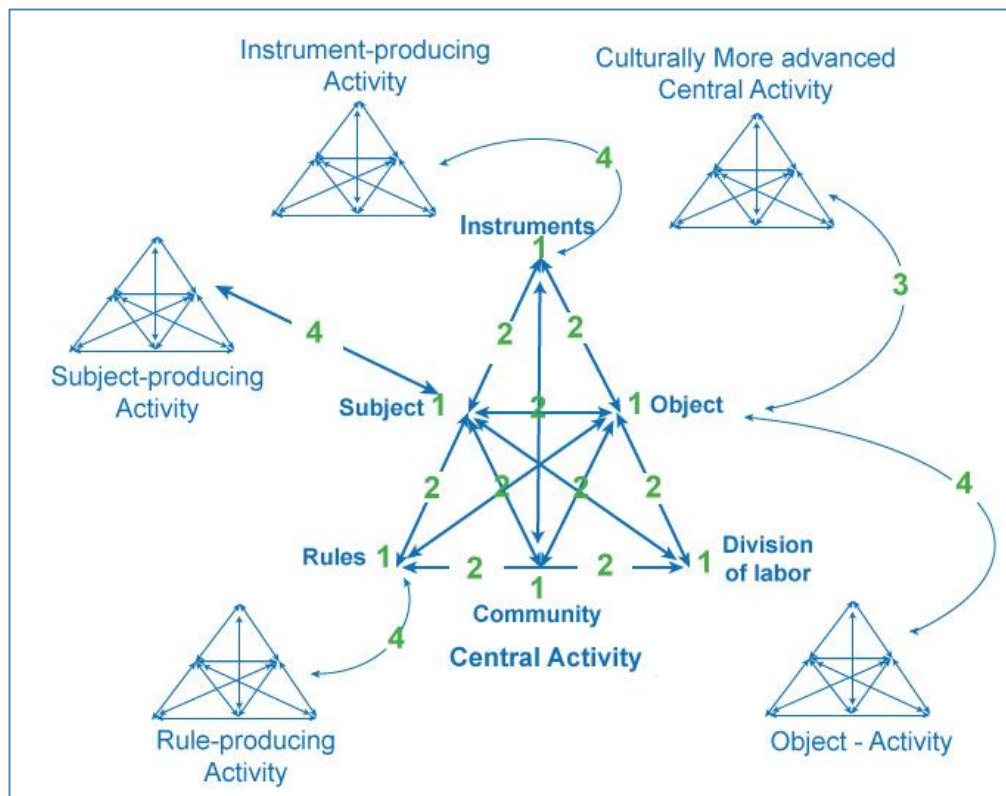 Instrument-producing
Activity
Culturally More advanced
Central Activity
4
Instruments
1
3
4
2
2
Subject-producing
Activity
Subject 1
2
1 Object
4
2
2
2
2
Rules 1
2
2
1 Division
of labor
1
Community
Central Activity
4
Rule-producing
Activity
Object - Activity